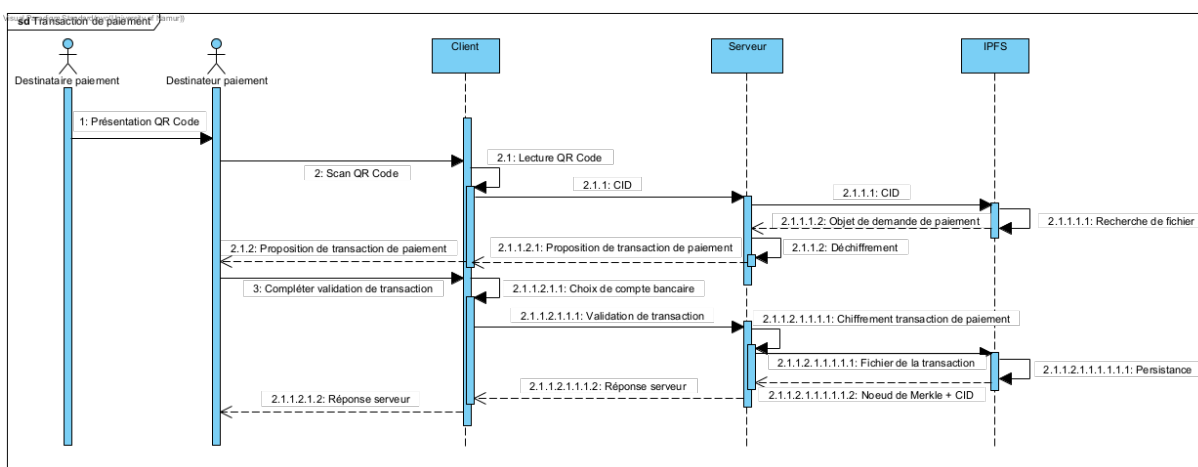 sd Transaction de paiement
Destinataire paiement
Destinateur paiement
Client
Serveur
IPFS
1: Présentation QR Code
2: Scan QR Code
2.1: Lecture QR Code
2.1.1: CID
2.1.1.1: CID
2.1.1.1.1: Recherche de fichier
2.1.1.1.2: Objet de demande de paiement
2.1.1.2: Déchiffrement
2.1.1.2.1: Proposition de transaction de paiement
2.1.2: Proposition de transaction de paiement
3: Compléter validation de transaction
2.1.1.2.1.1: Choix de compte bancaire
2.1.1.2.1.1.1: Validation de transaction
2.1.1.2.1.1.1.1: Chiffrement transaction de paiement
2.1.1.2.1.1.1.1.1: Fichier de la transaction
2.1.1.2.1.1.1.1.1.1: Persistance
2.1.1.2.1.1.1.1.1.2: Noeud de Merkle + CID
2.1.1.2.1.1.1.2: Réponse serveur
2.1.1.2.1.2: Réponse serveur